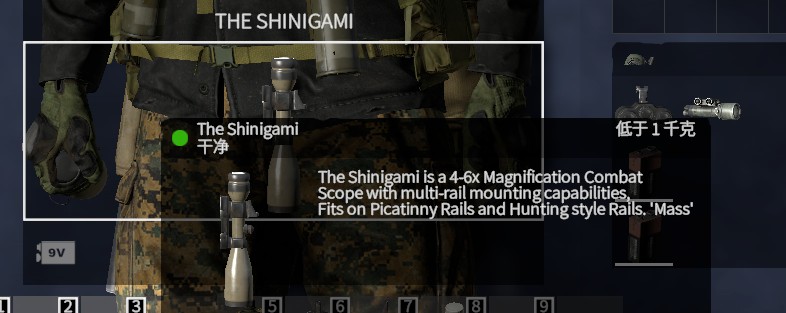 THE SHINIGAMI
The Shinigami
干净
The Shinigami is a 4-6x Magnification Combat
Scope with multi-rail mounting capabilities,
Fits on Picatinny Rails and Hunting style Rails. 'Mass'
低于 1 千克
9V
1 2 3 5 6 7 8 9